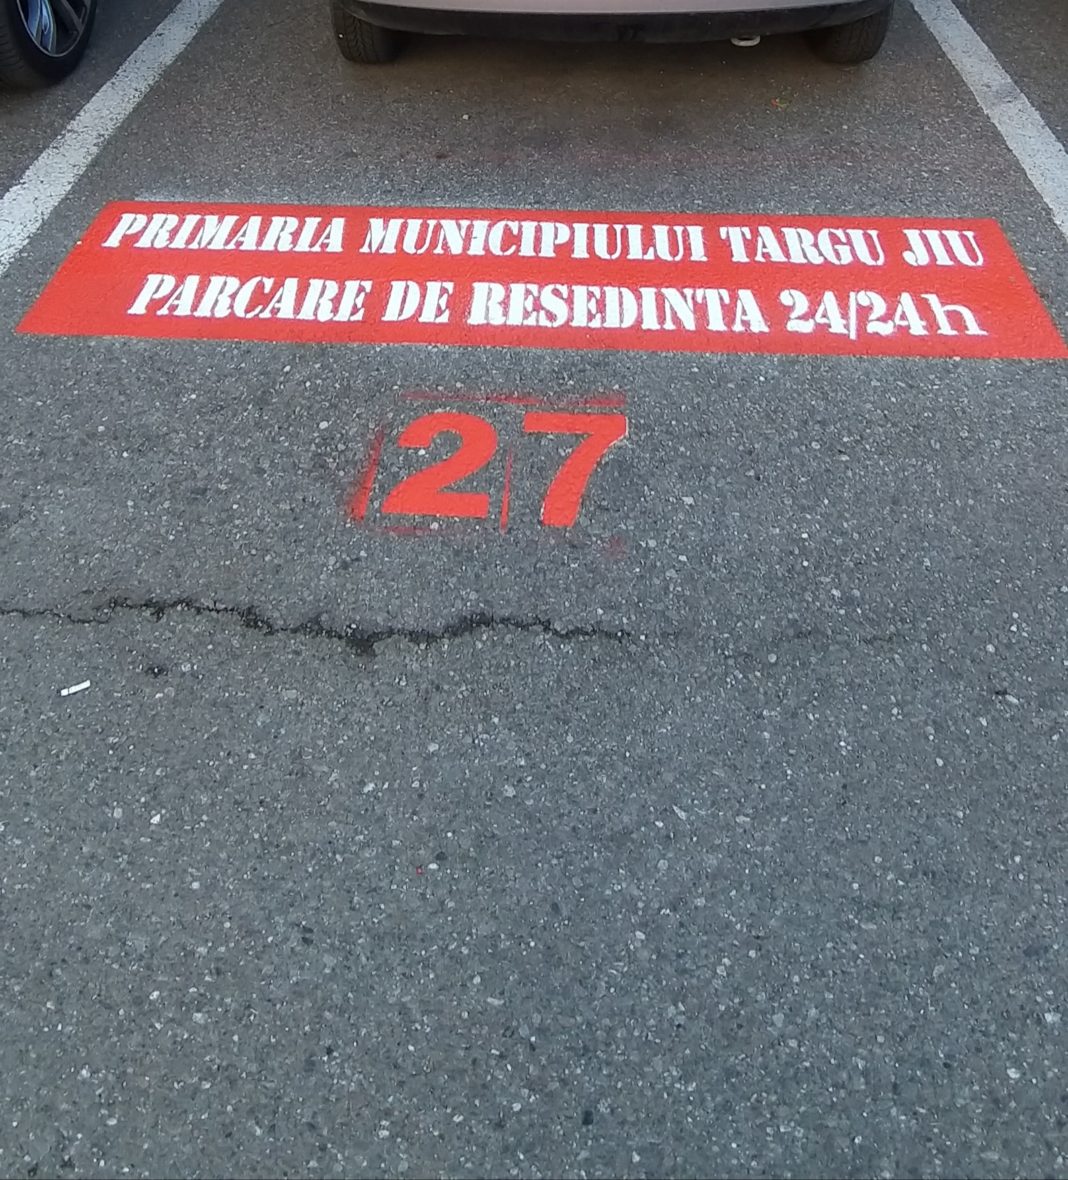 PRIMARIA MUNICIPIULUI TARGU JIU
PARCARE DE RESEDINTA 24/24h
27